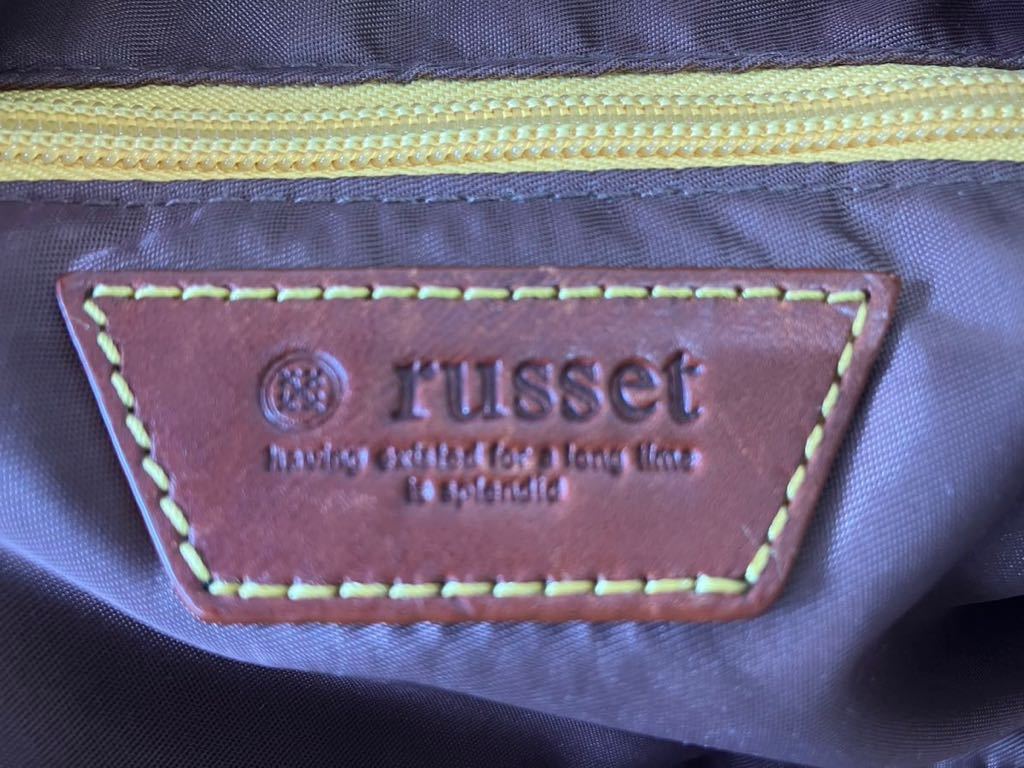 russet
having existed for a long time
is splendid